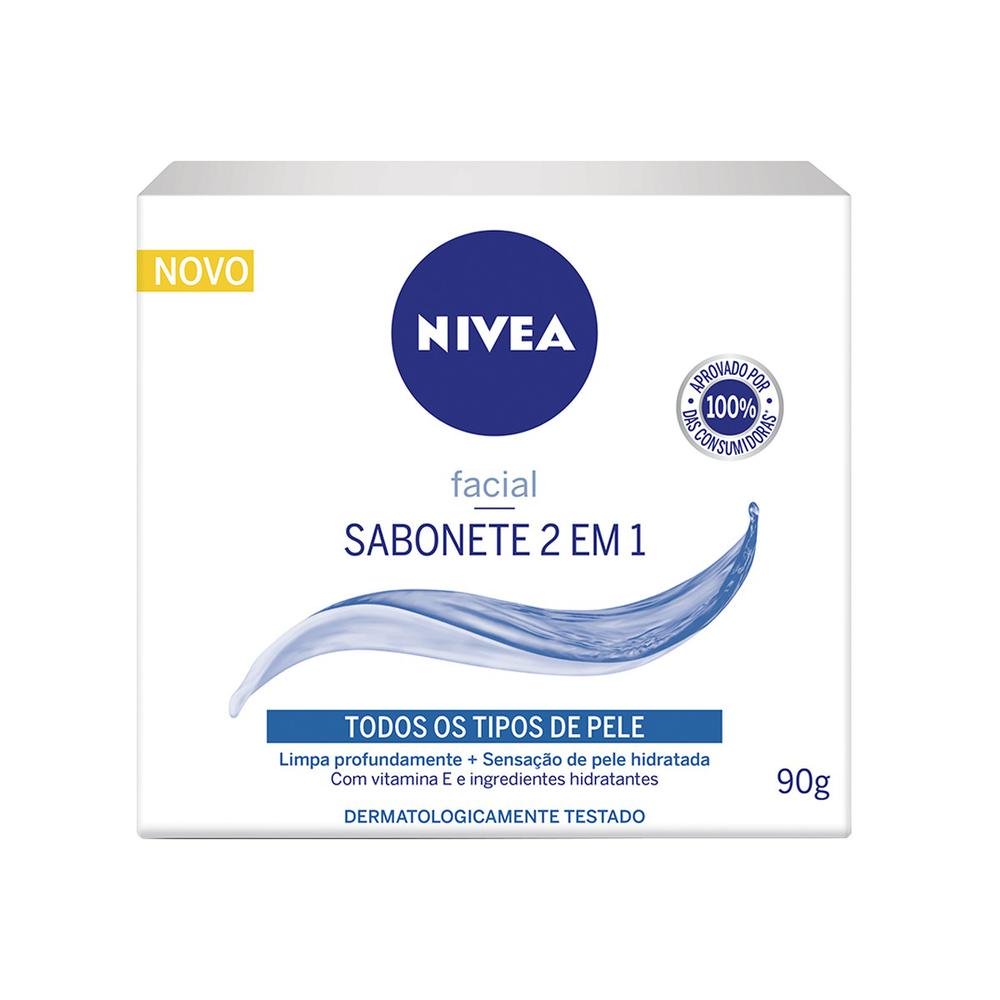 NOVO
NIVEA
APROVADO POR
100%
DAS CONSUMIDORAS*
facial
SABONETE 2 EM 1
TODOS OS TIPOS DE PELE
Limpa profundamente + Sensação de pele hidratada
Com vitamina E e ingredientes hidratantes
90g
DERMATOLOGICAMENTE TESTADO